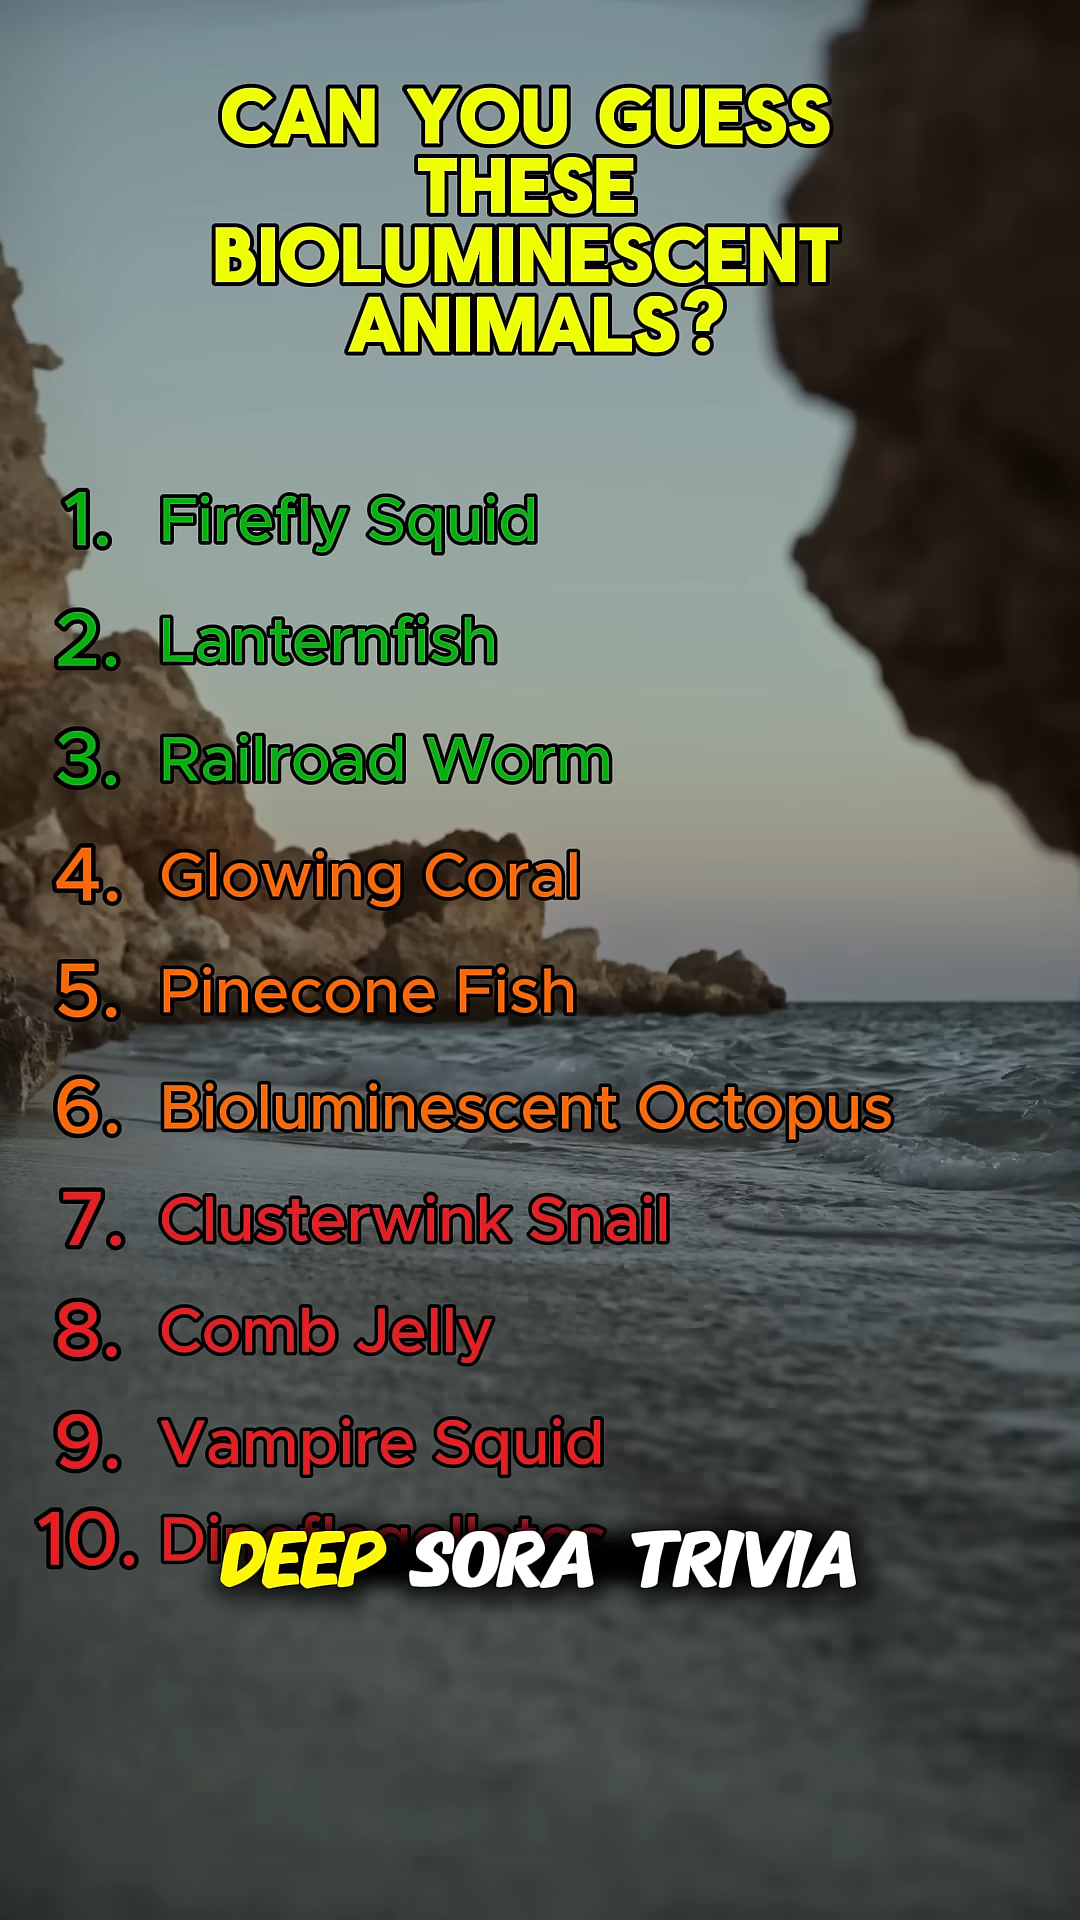 CAN YOU GUESS
THESE
BIOLUMINESCENT
ANIMALS?
1. Firefly Squid
2. Lanternfish
3. Railroad Worm
4. Glowing Coral
5. Pinecone Fish
6. Bioluminescent Octopus
7. Clusterwink Snail
8. Comb Jelly
9. Vampire Squid
10. Dinoflagellates
DEEP SORA TRIVIA